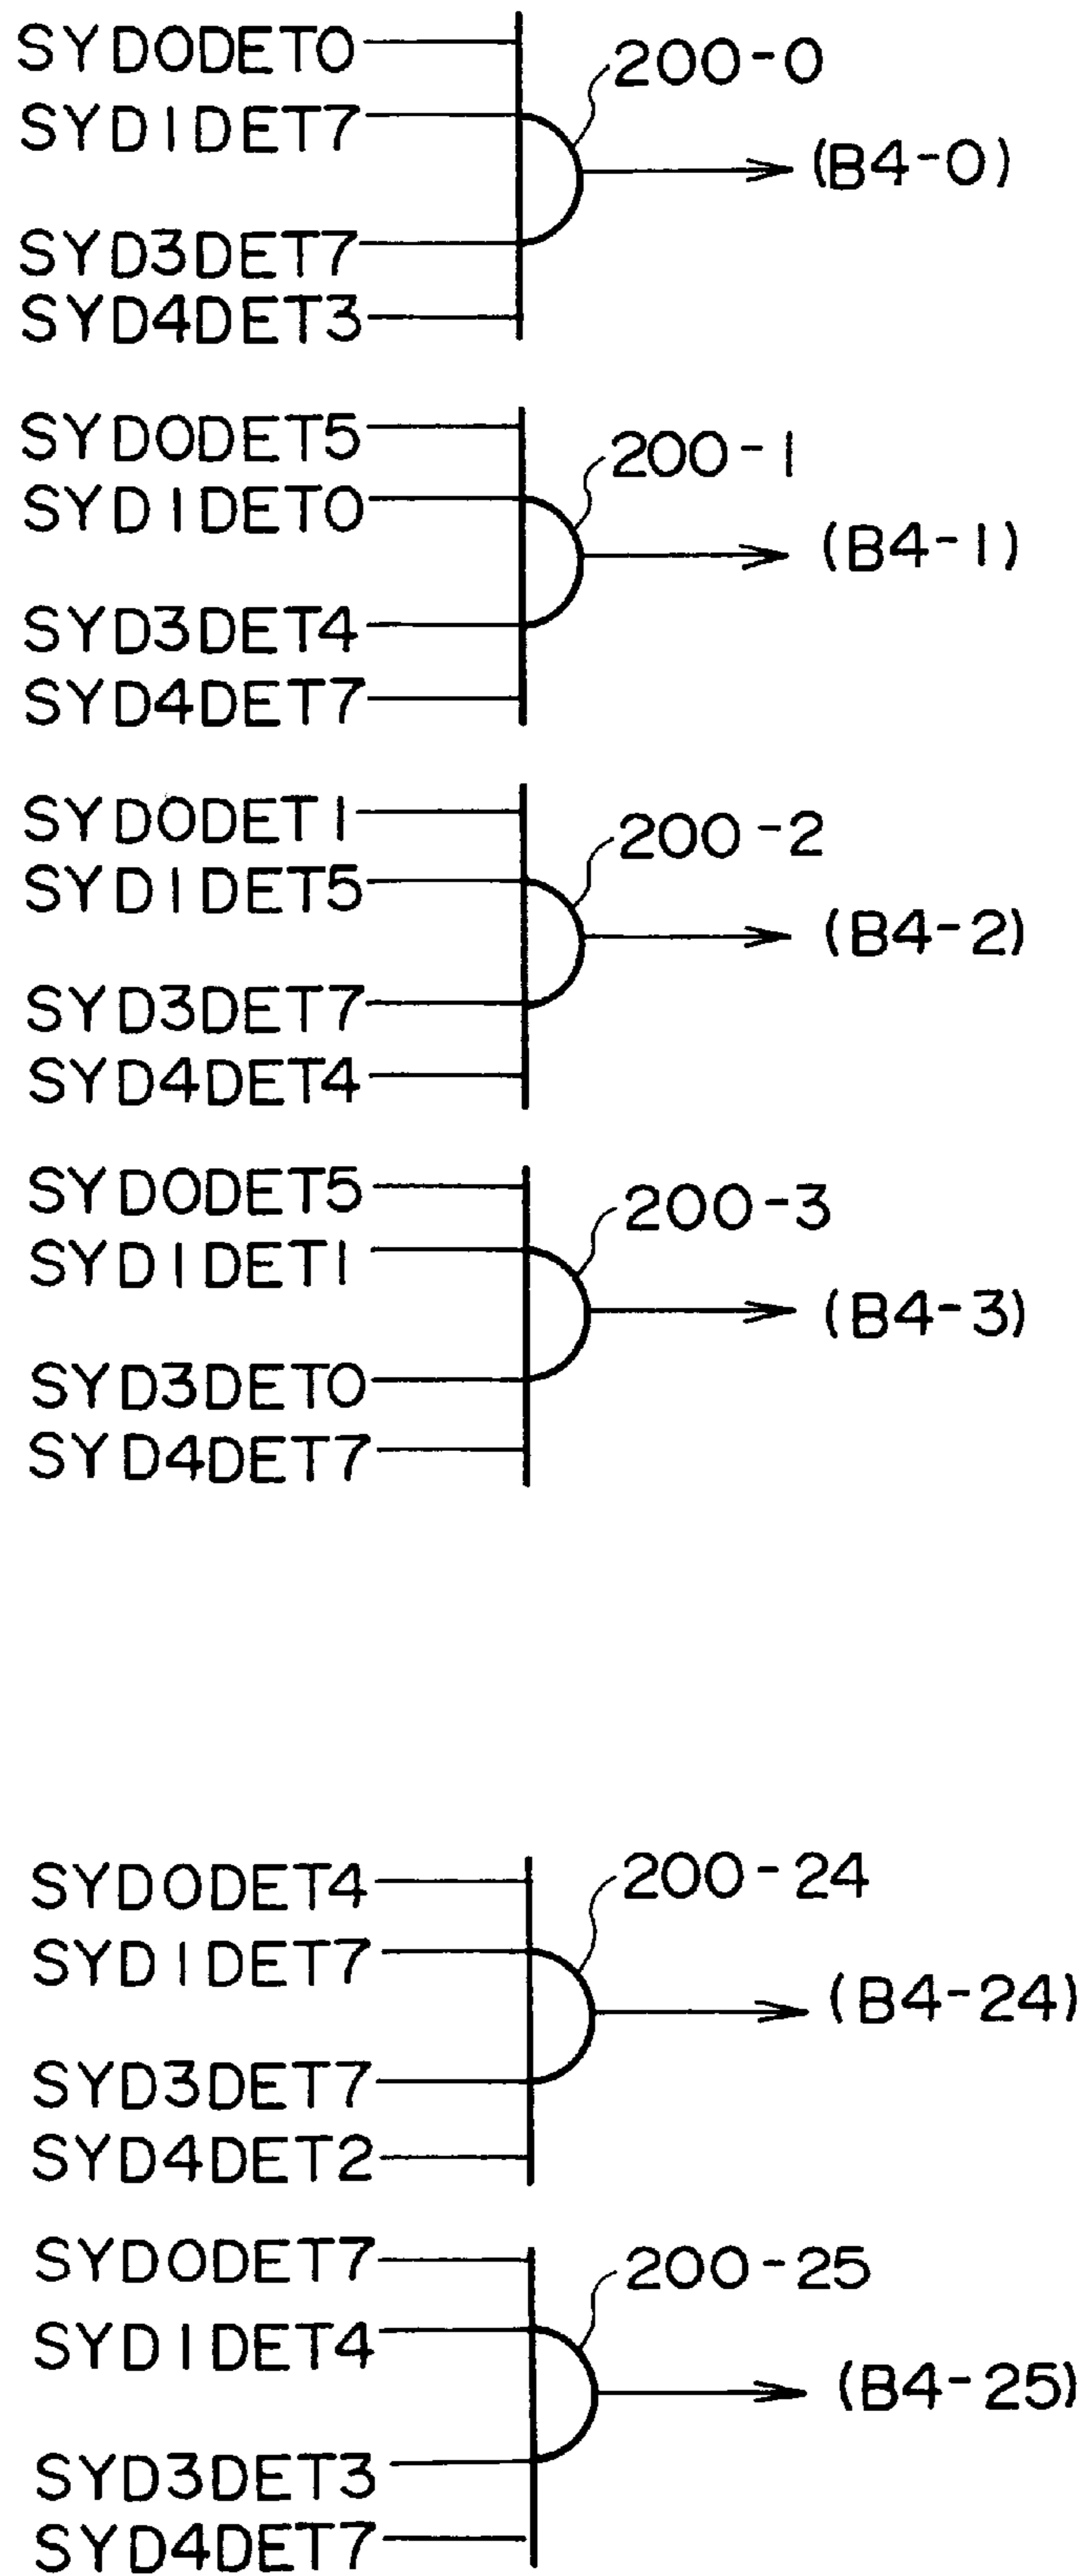 SYD0DET0
200-0
SYD1DET7
(B4-0)
SYD3DET7
SYD4DET3
SYD0DET5
200-1
SYD1DET0
(B4-1)
SYD3DET4
SYD4DET7
SYD0DET1
200-2
SYD1DET5
(B4-2)
SYD3DET7
SYD4DET4
SYD0DET5
200-3
SYD1DET1
(B4-3)
SYD3DET0
SYD4DET7
SYD0DET4
200-24
SYD1DET7
(B4-24)
SYD3DET7
SYD4DET2
SYD0DET7
200-25
SYD1DET4
(B4-25)
SYD3DET3
SYD4DET7